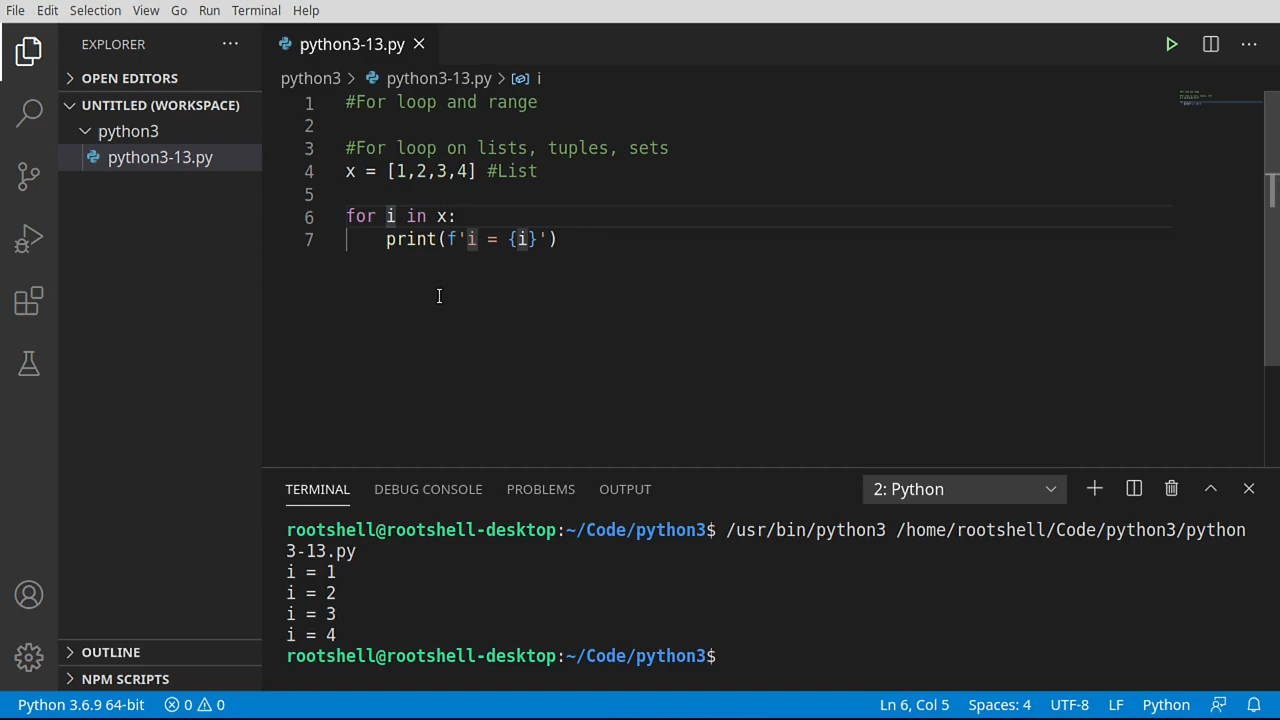 File Edit Selection View Go Run Terminal Help
EXPLORER ···
python3-13.py ×
OPEN EDITORS
python3 > python3-13.py > i
UNTITLED (WORKSPACE)
python3
python3-13.py
1 #For loop and range
2
3 #For loop on lists, tuples, sets
4 x = [1,2,3,4] #List
5
6 for i in x:
7 print(f'i = {i}')
TERMINAL DEBUG CONSOLE PROBLEMS OUTPUT 2: Python
rootshell@rootshell-desktop:~/Code/python3$ /usr/bin/python3 /home/rootshell/Code/python3/python
3-13.py
i = 1
i = 2
i = 3
i = 4
rootshell@rootshell-desktop:~/Code/python3$
OUTLINE
NPM SCRIPTS
Python 3.6.9 64-bit 0 0 Ln 6, Col 5 Spaces: 4 UTF-8 LF Python